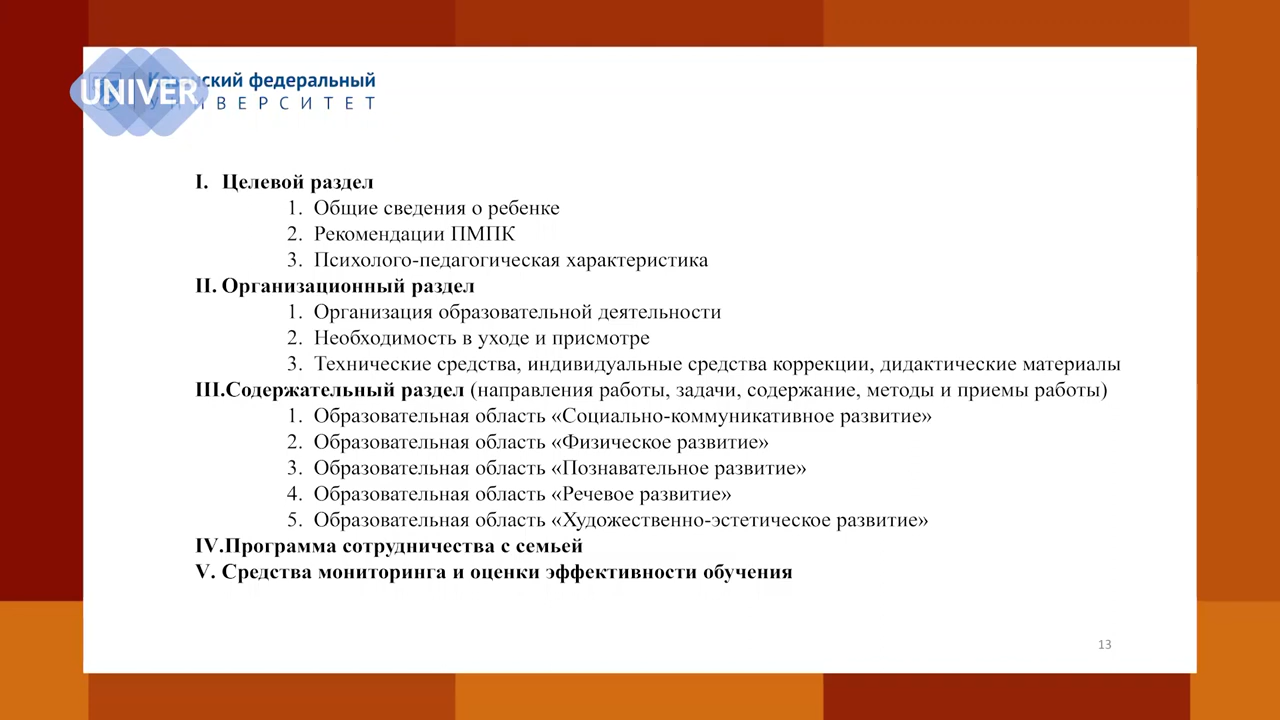 UNIVER
Казанский федеральный
УНИВЕРСИТЕТ
I. Целевой раздел
1. Общие сведения о ребенке
2. Рекомендации ПМПК
3. Психолого-педагогическая характеристика
II. Организационный раздел
1. Организация образовательной деятельности
2. Необходимость в уходе и присмотре
3. Технические средства, индивидуальные средства коррекции, дидактические материалы
III.Содержательный раздел (направления работы, задачи, содержание, методы и приемы работы)
1. Образовательная область «Социально-коммуникативное развитие»
2. Образовательная область «Физическое развитие»
3. Образовательная область «Познавательное развитие»
4. Образовательная область «Речевое развитие»
5. Образовательная область «Художественно-эстетическое развитие»
IV.Программа сотрудничества с семьей
V. Средства мониторинга и оценки эффективности обучения
13